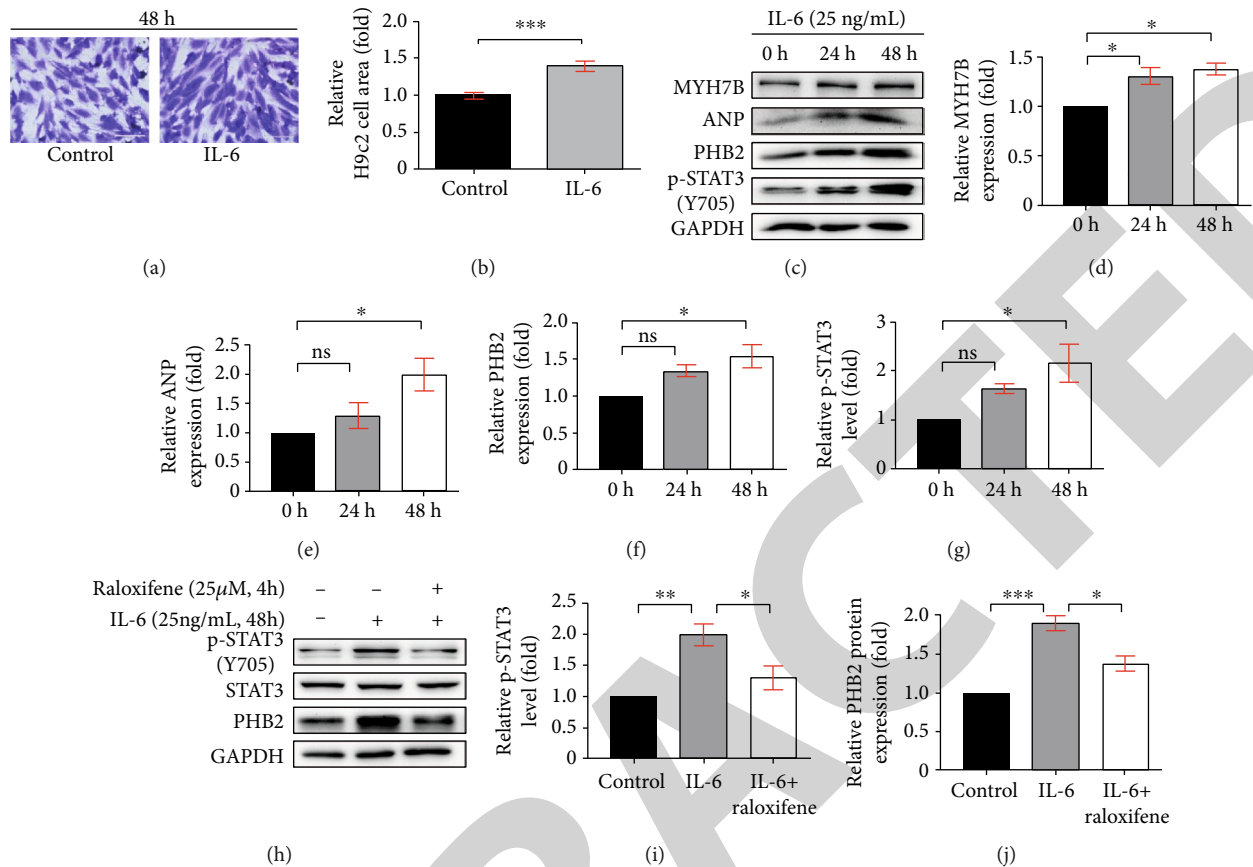 48 h
Control
IL-6
(a)
Relative
H9c2 cell area (fold)
2.0
1.5
1.0
0.5
0
***
Control
IL-6
(b)
IL-6 (25 ng/mL)
0 h 24 h 48 h
MYH7B
ANP
PHB2
p-STAT3
(Y705)
GAPDH
(c)
Relative MYH7B
expression (fold)
*
*
1.5
1.0
0.5
0 h 24 h 48 h
(d)
Relative ANP
expression (fold)
*
ns
2.5
2.0
1.5
1.0
0.5
0
0 h 24 h 48 h
(e)
Relative PHB2
expression (fold)
*
ns
2.0
1.5
1.0
0.5
0
0 h 24 h 48 h
(f)
Relative p-STAT3
level (fold)
*
ns
3
2
1
0
0 h 24 h 48 h
(g)
Raloxifene (25μM, 4h) – – +
IL-6 (25ng/mL, 48h) – + +
p-STAT3
(Y705)
STAT3
PHB2
GAPDH
(h)
Relative p-STAT3
level (fold)
** *
2.0
1.5
1.0
0.5
0
Control IL-6 IL-6+
raloxifene
(i)
Relative PHB2 protein
expression (fold)
*** *
2.0
1.5
1.0
0.5
0
Control IL-6 IL-6+
raloxifene
(j)
RACTED